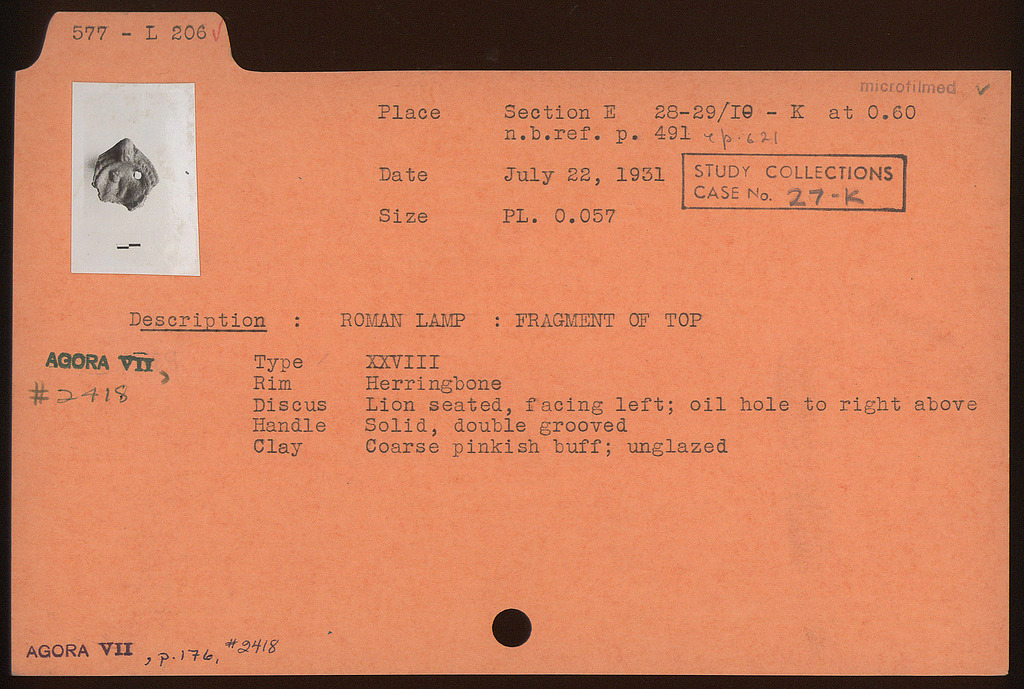 577 - L 206 ✓
microfilmed ✓
Place Section E 28-29/IΘ - K at 0.60
n.b.ref. p. 491 p. 621
Date July 22, 1931
STUDY COLLECTIONS
CASE No. 27-K
Size PL. 0.057
Description : ROMAN LAMP : FRAGMENT OF TOP
AGORA VII,
#2418
Type XXVIII
Rim Herringbone
Discus Lion seated, facing left; oil hole to right above
Handle Solid, double grooved
Clay Coarse pinkish buff; unglazed
AGORA VII, p. 176, #2418